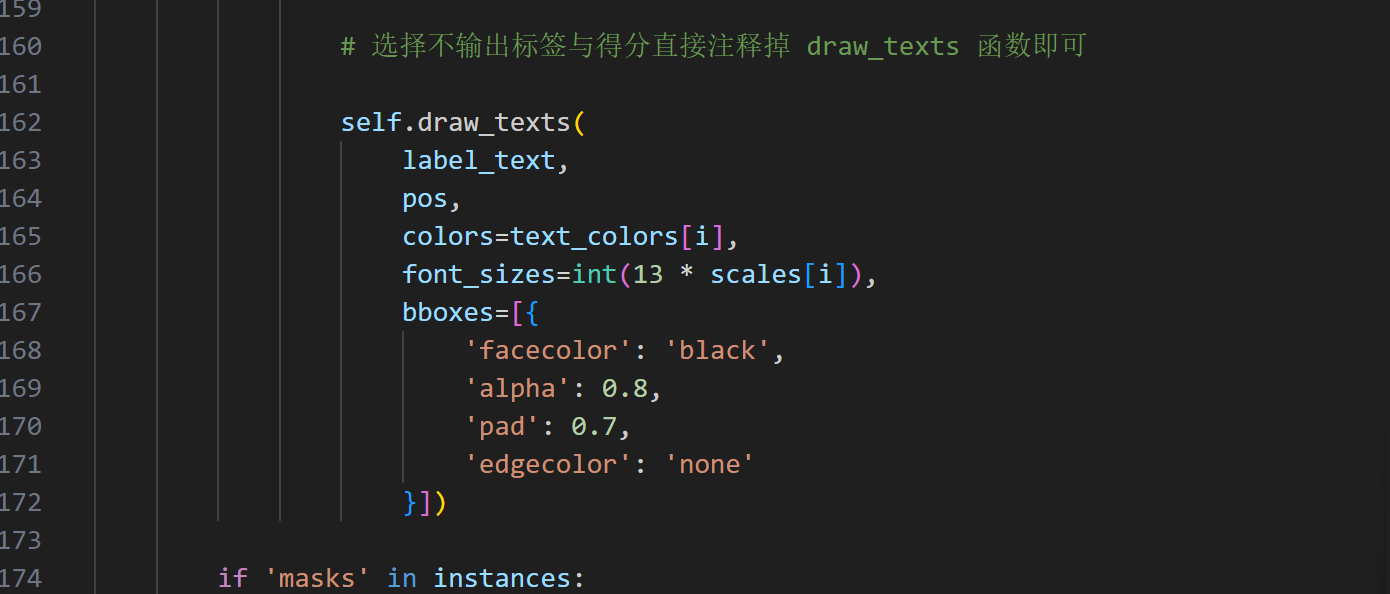 159
160 # 选择不输出标签与得分直接注释掉 draw_texts 函数即可
161
162 self.draw_texts(
163 label_text,
164 pos,
165 colors=text_colors[i],
166 font_sizes=int(13 * scales[i]),
167 bboxes=[{
168 'facecolor': 'black',
169 'alpha': 0.8,
170 'pad': 0.7,
171 'edgecolor': 'none'
172 }])
173
174 if 'masks' in instances: